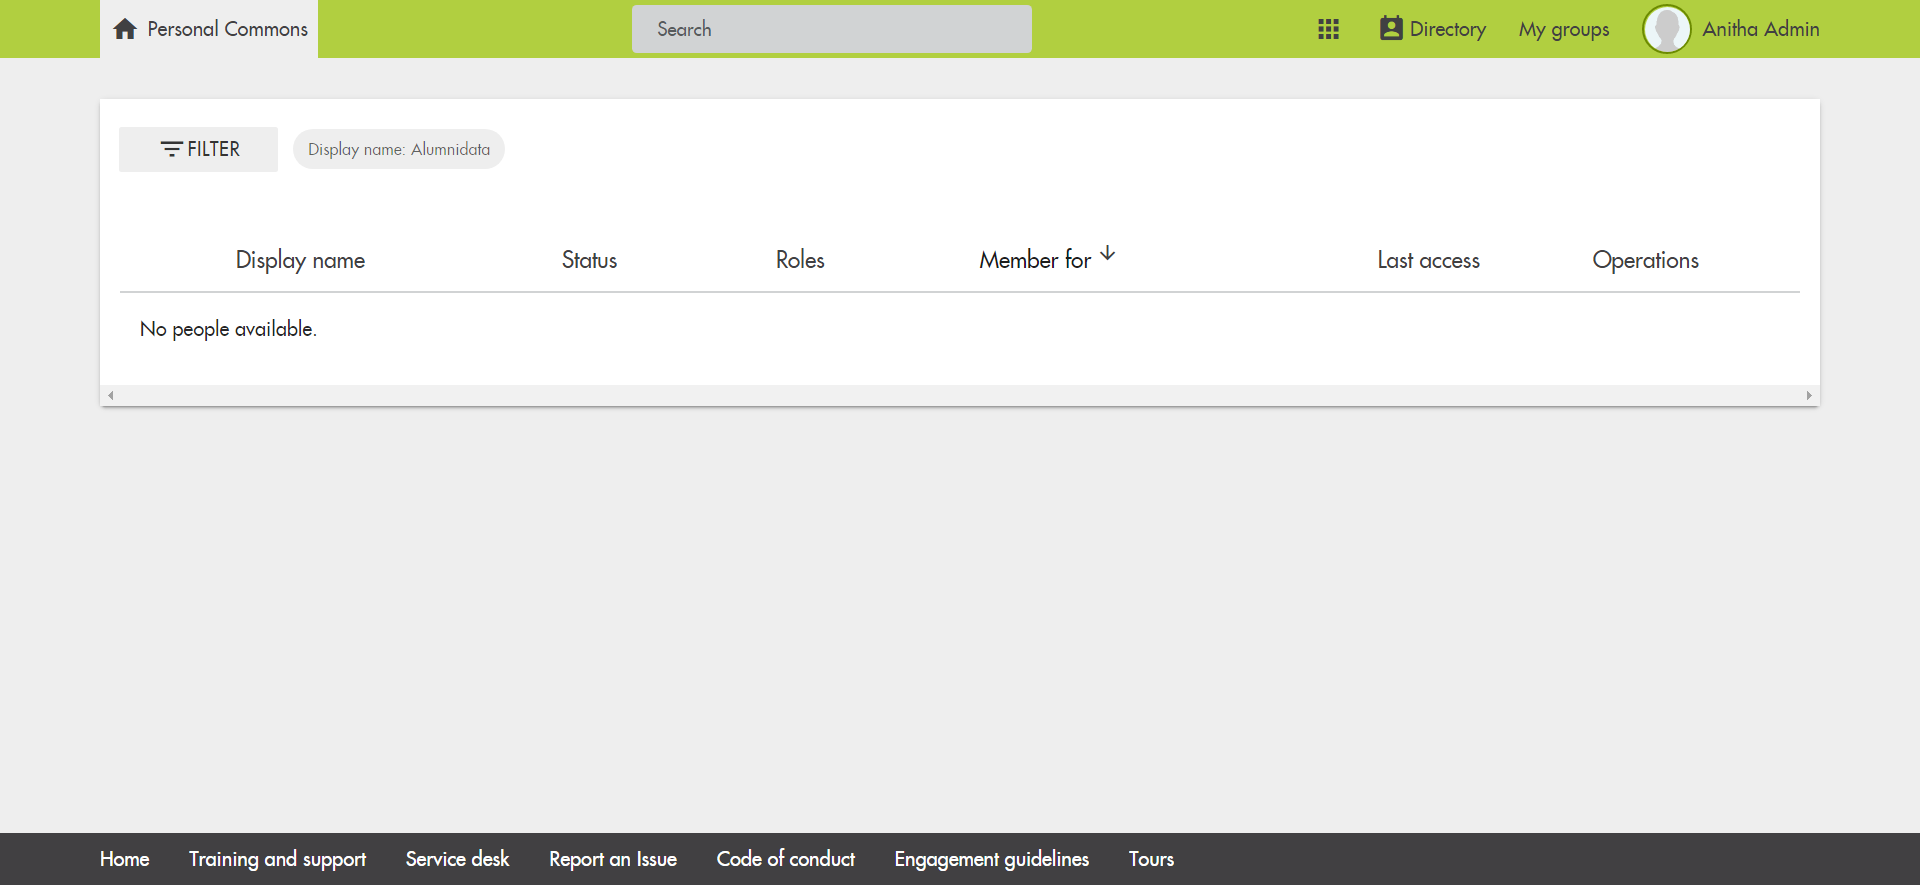 Personal Commons
Search
Directory
My groups
Anitha Admin
FILTER
Display name: Alumnidata
Display name Status Roles Member for Last access Operations
No people available.
Home Training and support Service desk Report an Issue Code of conduct Engagement guidelines Tours